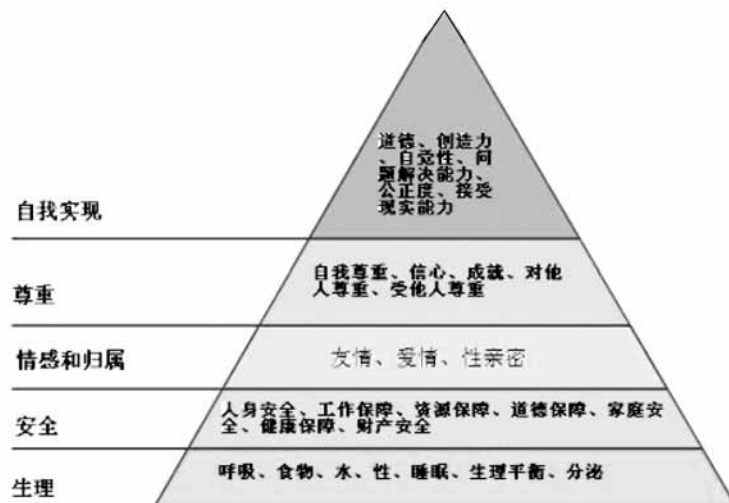 道德、创造力
、自觉性、问
题解决能力、
公正度、接受
现实能力
自我实现
自我尊重、信心、成就、对他
人尊重、受他人尊重
尊重
友情、爱情、性亲密
情感和归属
人身安全、工作保障、资源保障、道德保障、家庭安
全、健康保障、财产安全
安全
呼吸、食物、水、性、睡眠、生理平衡、分泌
生理